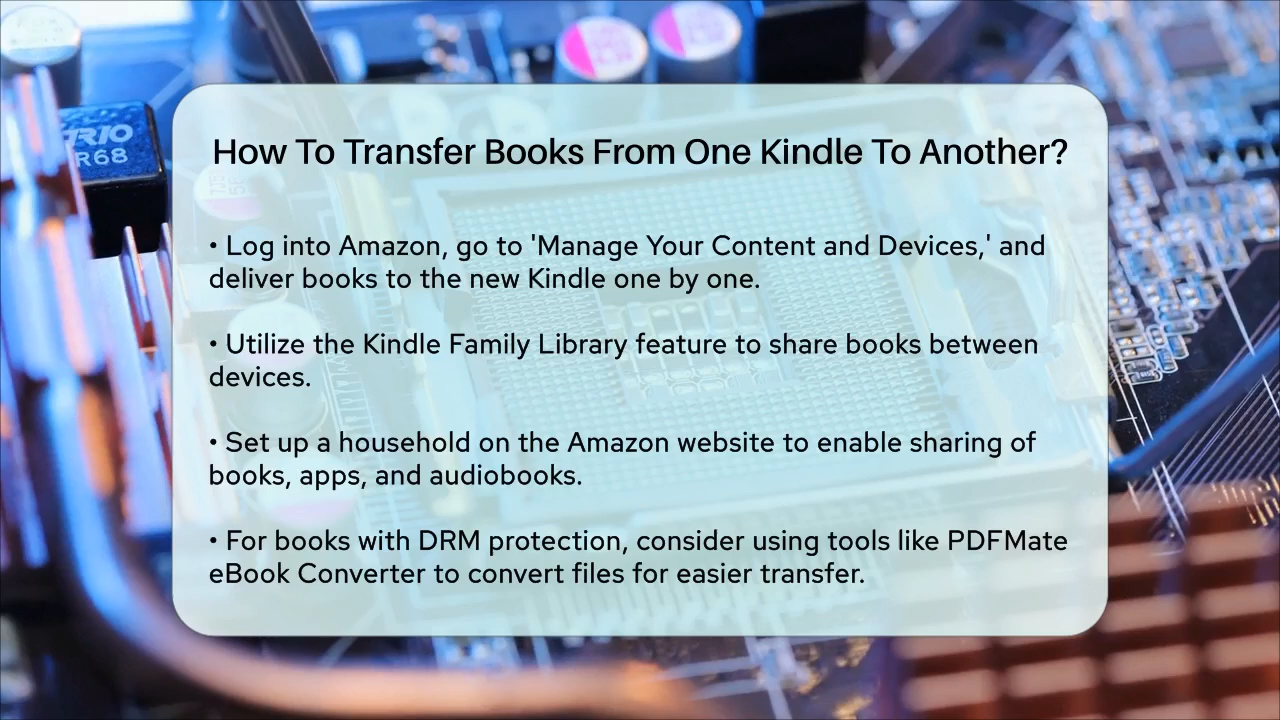 How To Transfer Books From One Kindle To Another?
• Log into Amazon, go to 'Manage Your Content and Devices,' and
deliver books to the new Kindle one by one.
• Utilize the Kindle Family Library feature to share books between
devices.
• Set up a household on the Amazon website to enable sharing of
books, apps, and audiobooks.
• For books with DRM protection, consider using tools like PDFMate
eBook Converter to convert files for easier transfer.
R68